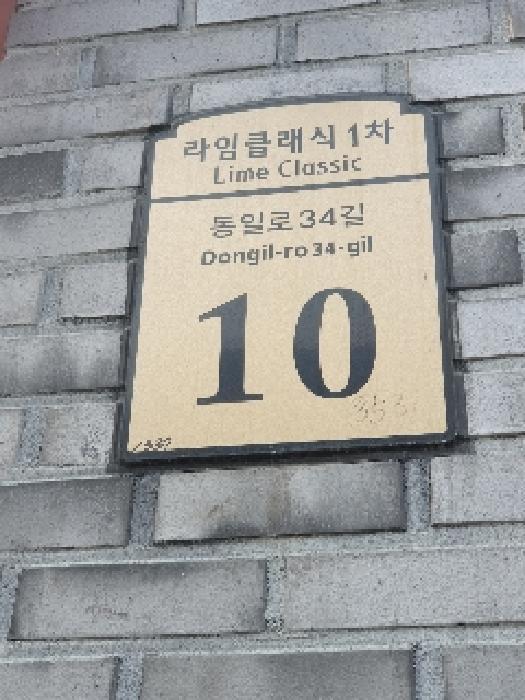 라임클래식 1차
Lime Classic
동일로 34길
Dongil-ro 34-gil
10